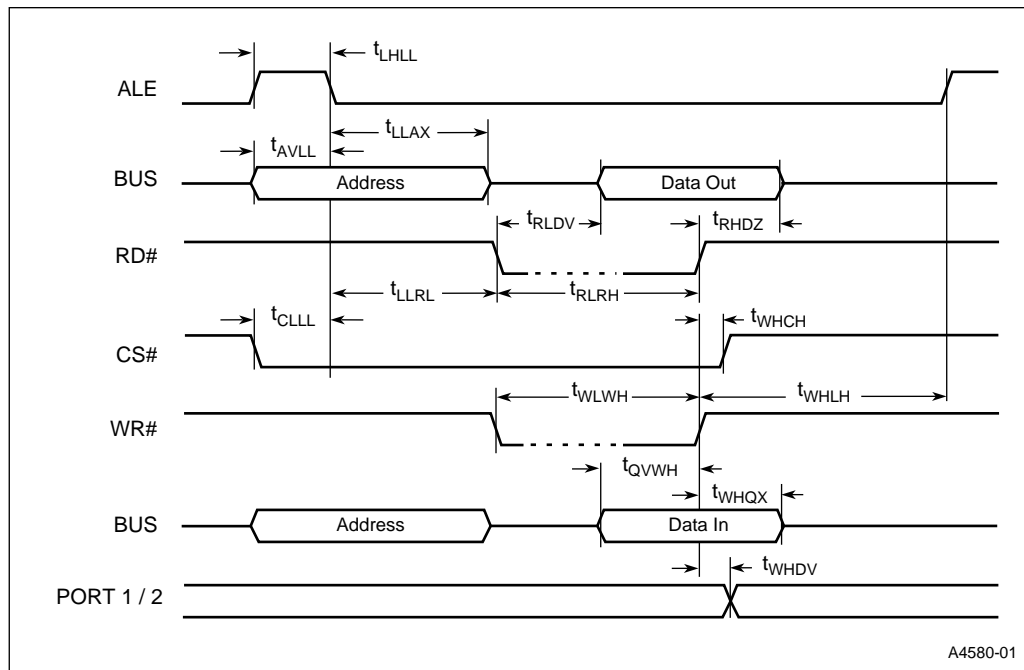 tLHLL
ALE
tLLAX
tAVLL
BUS
Address
Data Out
tRLDV
tRHDZ
RD#
tLLRL
tRLRH
tCLLL
tWHCH
CS#
tWLWH
tWHLH
WR#
tQVWH
tWHQX
BUS
Address
Data In
tWHDV
PORT 1 / 2
A4580-01